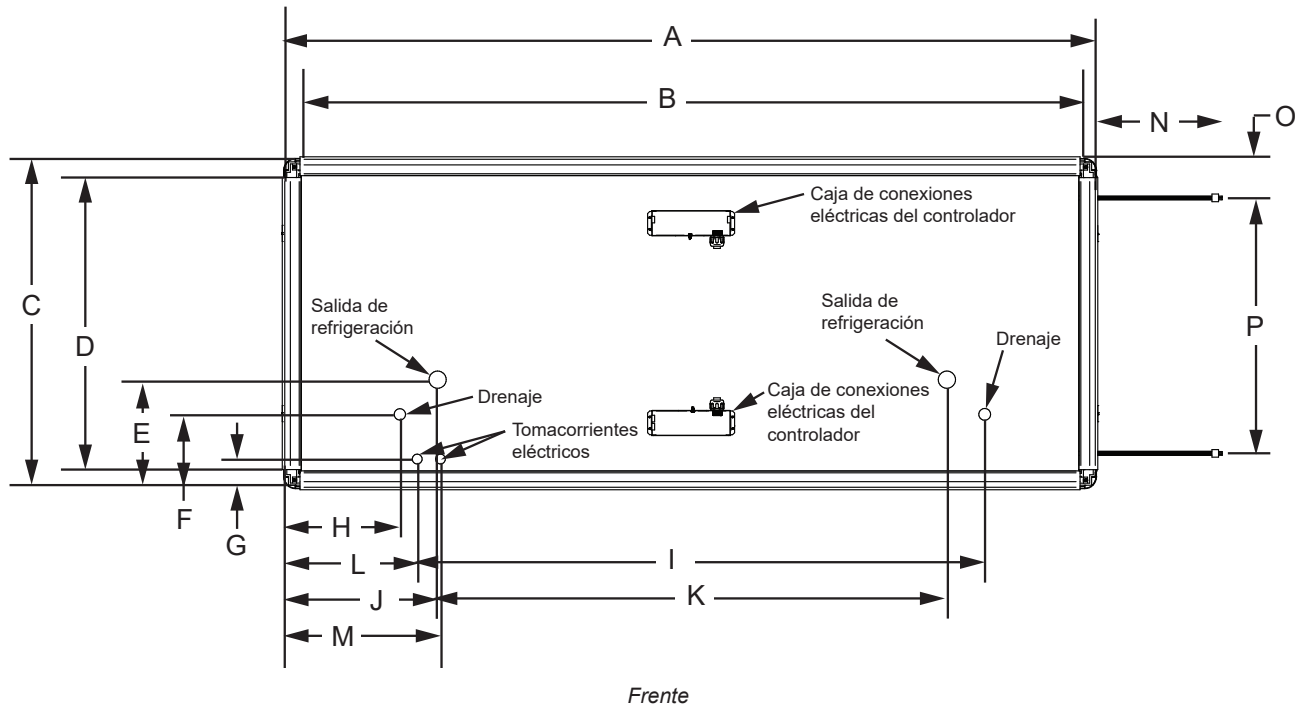 A
B
N
O
Caja de conexiones
eléctricas del controlador
C
D
P
Salida de
refrigeración
Salida de
refrigeración
Drenaje
E
Drenaje
Caja de conexiones
eléctricas del
controlador
Tomacorrientes
eléctricos
F
G
H
L
I
J
K
M
Frente